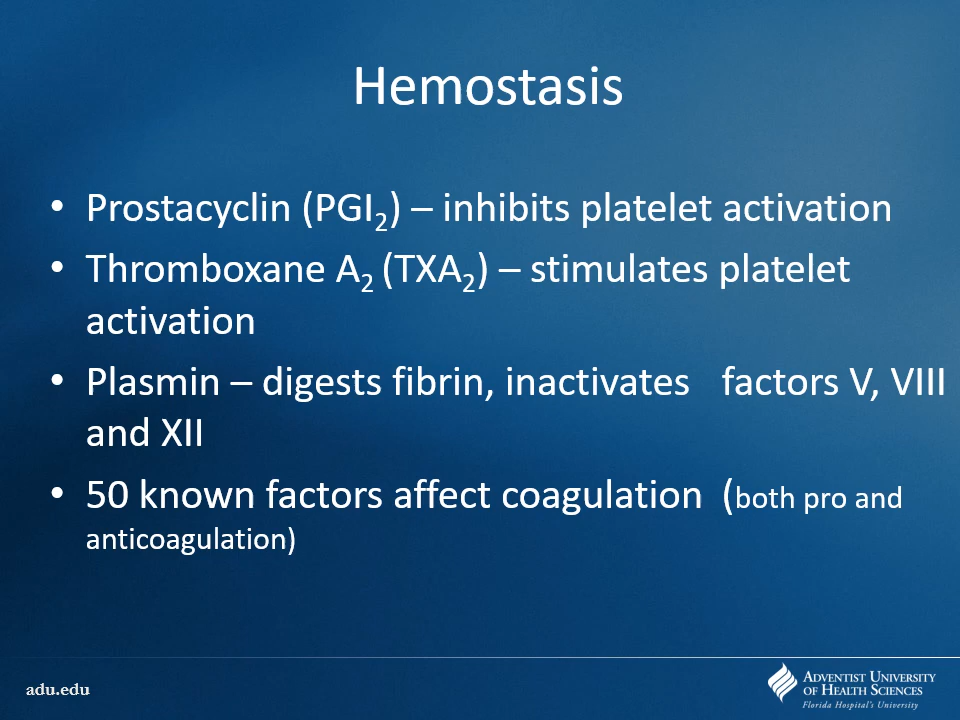 Hemostasis
• Prostacyclin (PGI₂) – inhibits platelet activation
• Thromboxane A₂ (TXA₂) – stimulates platelet
activation
• Plasmin – digests fibrin, inactivates   factors V, VIII
and XII
• 50 known factors affect coagulation  (both pro and
anticoagulation)
adu.edu
ADVENTIST UNIVERSITY
OF HEALTH SCIENCES
Florida Hospital's University